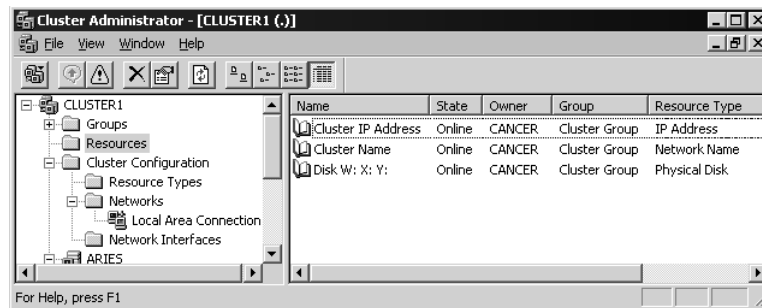 Cluster Administrator - [CLUSTER1 (.)]
File View Window Help
CLUSTER1
Groups
Resources
Cluster Configuration
Resource Types
Networks
Local Area Connection
Network Interfaces
ARIES
Name State Owner Group Resource Type
Cluster IP Address Online CANCER Cluster Group IP Address
Cluster Name Online CANCER Cluster Group Network Name
Disk W: X: Y: Online CANCER Cluster Group Physical Disk
For Help, press F1